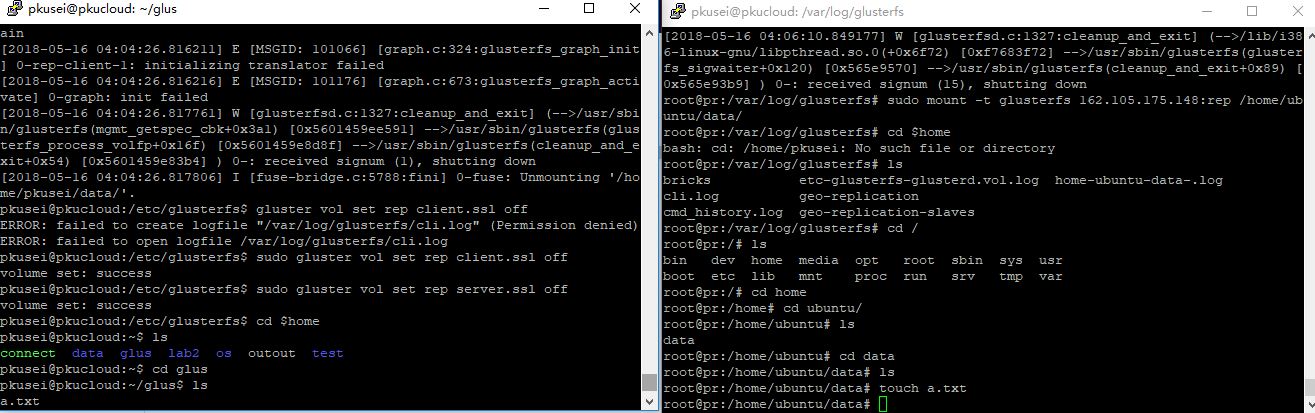 pkusei@pkucloud: ~/glus
ain
[2018-05-16 04:04:26.816211] E [MSGID: 101066] [graph.c:324:glusterfs_graph_init
] 0-rep-client-1: initializing translator failed
[2018-05-16 04:04:26.816216] E [MSGID: 101176] [graph.c:673:glusterfs_graph_acti
vate] 0-graph: init failed
[2018-05-16 04:04:26.817761] W [glusterfsd.c:1327:cleanup_and_exit] (-->/usr/sbi
n/glusterfs(mgmt_getspec_cbk+0x3a1) [0x5601459ee591] -->/usr/sbin/glusterfs(glus
terfs_process_volfp+0x16f) [0x5601459e8d8f] -->/usr/sbin/glusterfs(cleanup_and_e
xit+0x54) [0x5601459e83b4] ) 0-: received signum (1), shutting down
[2018-05-16 04:04:26.817806] I [fuse-bridge.c:5788:fini] 0-fuse: Unmounting '/ho
me/pkusei/data/'.
pkusei@pkucloud:/etc/glusterfs$ gluster vol set rep client.ssl off
ERROR: failed to create logfile "/var/log/glusterfs/cli.log" (Permission denied)
ERROR: failed to open logfile /var/log/glusterfs/cli.log
pkusei@pkucloud:/etc/glusterfs$ sudo gluster vol set rep client.ssl off
volume set: success
pkusei@pkucloud:/etc/glusterfs$ sudo gluster vol set rep server.ssl off
volume set: success
pkusei@pkucloud:/etc/glusterfs$ cd $home
pkusei@pkucloud:~$ ls
connect  data  glus  lab2  os  outout  test
pkusei@pkucloud:~$ cd glus
pkusei@pkucloud:~/glus$ ls
a.txt
pkusei@pkucloud: /var/log/glusterfs
[2018-05-16 04:06:10.849177] W [glusterfsd.c:1327:cleanup_and_exit] (-->/lib/i38
6-linux-gnu/libpthread.so.0(+0x6f72) [0xf7683f72] -->/usr/sbin/glusterfs(gluster
fs_sigwaiter+0x120) [0x565e9570] -->/usr/sbin/glusterfs(cleanup_and_exit+0x89) [
0x565e93b9] ) 0-: received signum (15), shutting down
root@pr:/var/log/glusterfs# sudo mount -t glusterfs 162.105.175.148:rep /home/ub
untu/data/
root@pr:/var/log/glusterfs# cd $home
bash: cd: /home/pkusei: No such file or directory
root@pr:/var/log/glusterfs# ls
bricks           etc-glusterfs-glusterd.vol.log  home-ubuntu-data-.log
cli.log          geo-replication
cmd_history.log  geo-replication-slaves
root@pr:/var/log/glusterfs# cd /
root@pr:/# ls
bin   dev  home  media  opt   root  sbin  sys  usr
boot  etc  lib   mnt    proc  run   srv   tmp  var
root@pr:/# cd home
root@pr:/home# cd ubuntu/
root@pr:/home/ubuntu# ls
data
root@pr:/home/ubuntu# cd data
root@pr:/home/ubuntu/data# ls
root@pr:/home/ubuntu/data# touch a.txt
root@pr:/home/ubuntu/data#